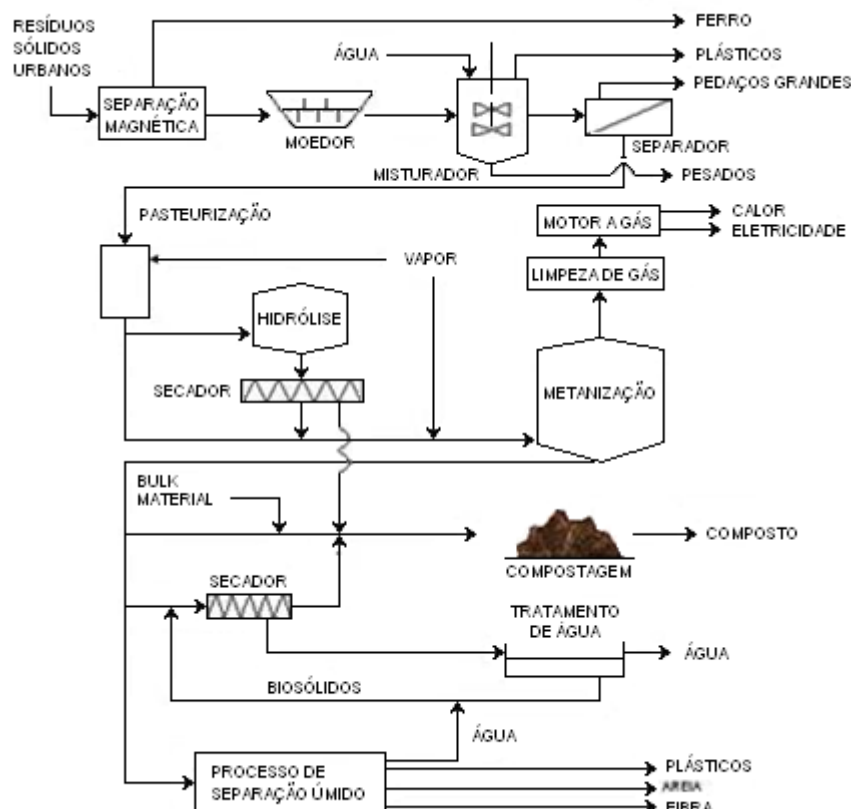 RESÍDUOS
SÓLIDOS
URBANOS
FERRO
ÁGUA
PLÁSTICOS
PEDAÇOS GRANDES
SEPARAÇÃO
MAGNÉTICA
MOEDOR
SEPARADOR
MISTURADOR
PESADOS
PASTEURIZAÇÃO
MOTOR A GÁS
CALOR
ELETRICIDADE
VAPOR
LIMPEZA DE GÁS
HIDRÓLISE
SECADOR
METANIZAÇÃO
BULK
MATERIAL
COMPOSTO
COMPOSTAGEM
SECADOR
TRATAMENTO
DE ÁGUA
ÁGUA
BIOSÓLIDOS
ÁGUA
PROCESSO DE
SEPARAÇÃO ÚMIDO
PLÁSTICOS
AREIA
FIBRA